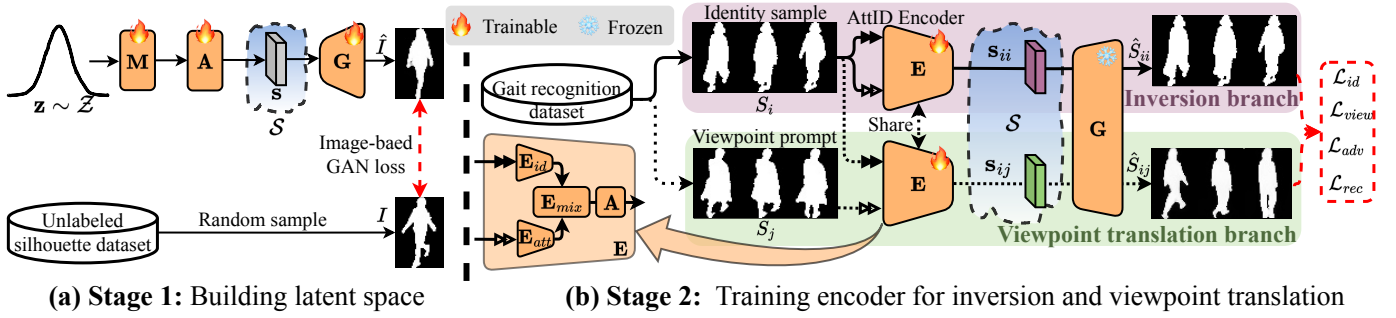 Trainable
Frozen
z ~ Z
M
A
s
S
G
Î
Image-baed
GAN loss
Unlabeled
silhouette dataset
Random sample
I
(a) Stage 1: Building latent space
Gait recognition
dataset
Identity sample
S_i
AttID Encoder
E
s_ii
Ŝ_ii
Inversion branch
Share
S
G
Viewpoint prompt
S_j
E
s_ij
Ŝ_ij
Viewpoint translation branch
L_id
L_view
L_adv
L_rec
E_id
E_mix
A
E_att
E
(b) Stage 2: Training encoder for inversion and viewpoint translation